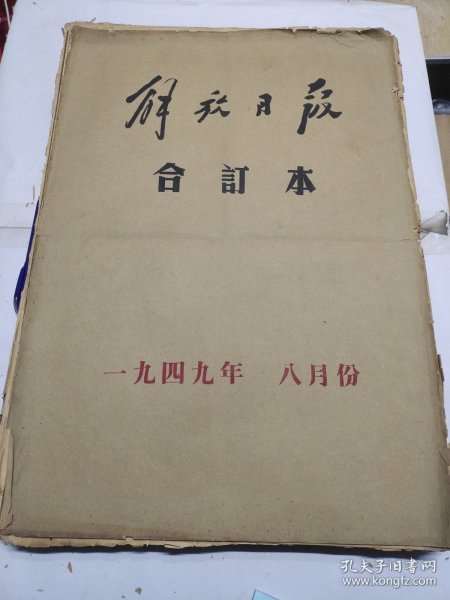 解放日报
合訂本
一九四九年 八月份
孔夫子旧书网
www.kongfz.com